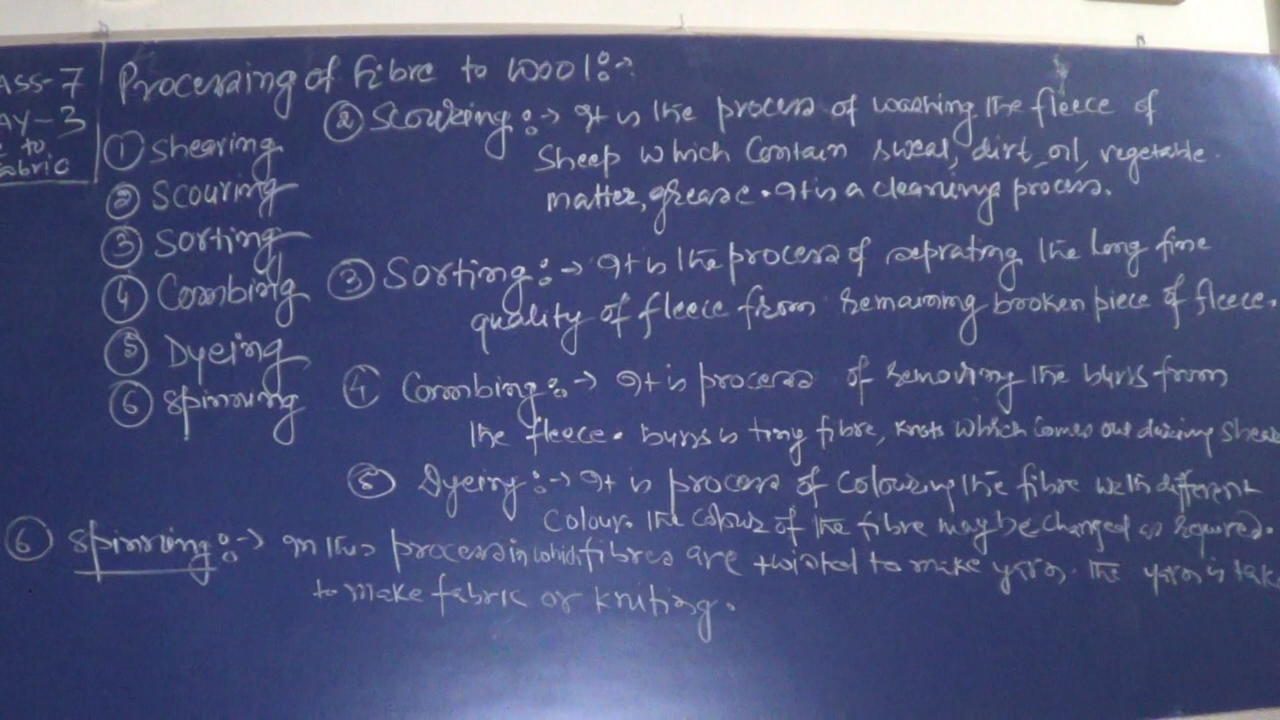 ASS-7
AY-3
to
abric
Processing of Fibre to wool:→
① Shearing
② Scouring
③ Sorting
④ Combing
⑤ Dyeing
⑥ Spinning
② Scouring:→ It is the process of washing the fleece of
Sheep which Contain sweat, dirt, oil, vegetable
matter, grease. It is a cleaning process.
③ Sorting:→ It is the process of seprating the long fine
quality of fleece from remaining broken piece of fleece.
④ Combing:→ It is process of removing the burrs from
the fleece. burrs is tiny fibre, knots which comes out during Shea
⑤ Dyeing:→ It is process of Colouring the fibre with different
Colour. The colour of the fibre may be changed as required.
⑥ Spinning:→ In this process in which fibres are twisted to make yarn. The yarn is tak
to make fabric or knitting.